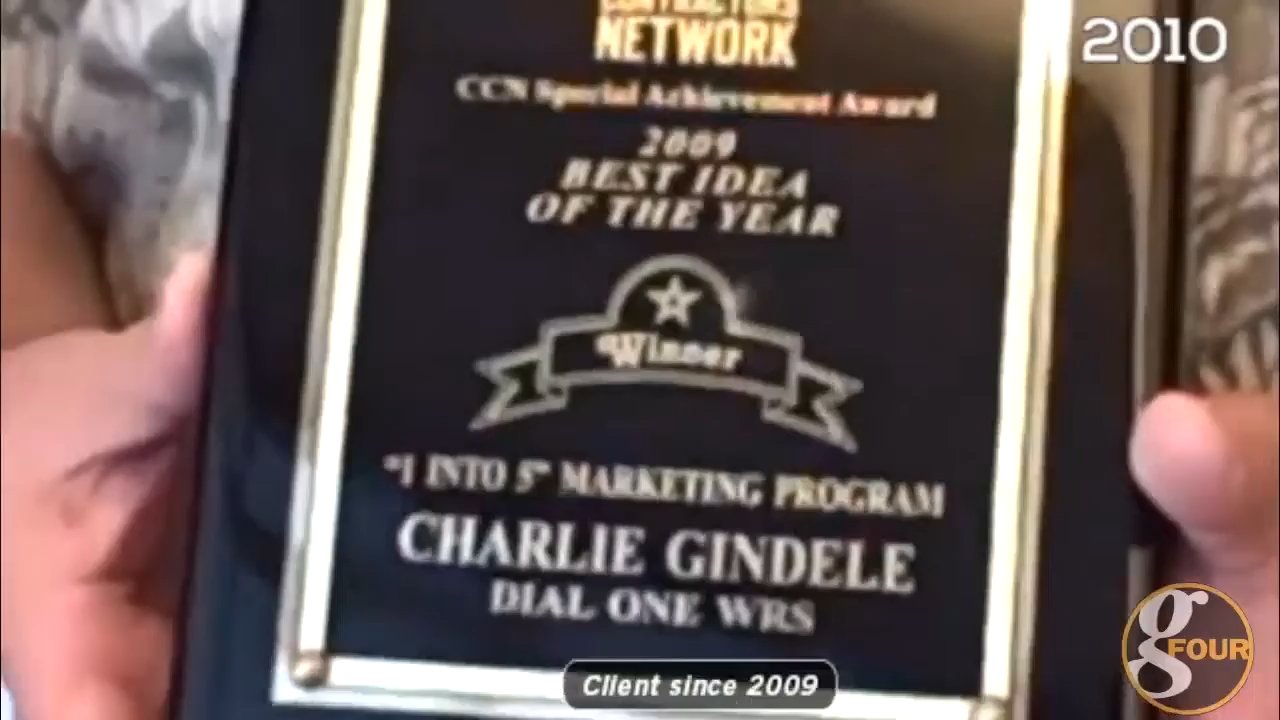 2010
CONTRACTORS
NETWORK
CCN Special Achievement Award
2009
BEST IDEA
OF THE YEAR
Winner
"1 INTO 5" MARKETING PROGRAM
CHARLIE GINDELE
DIAL ONE WRS
Client since 2009
g FOUR